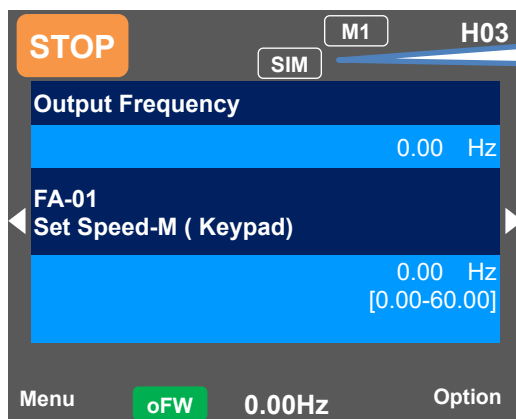 STOP
M1
H03
SIM
Output Frequency
0.00 Hz
FA-01
Set Speed-M ( Keypad)
0.00 Hz
[0.00-60.00]
Menu
oFW
0.00Hz
Option